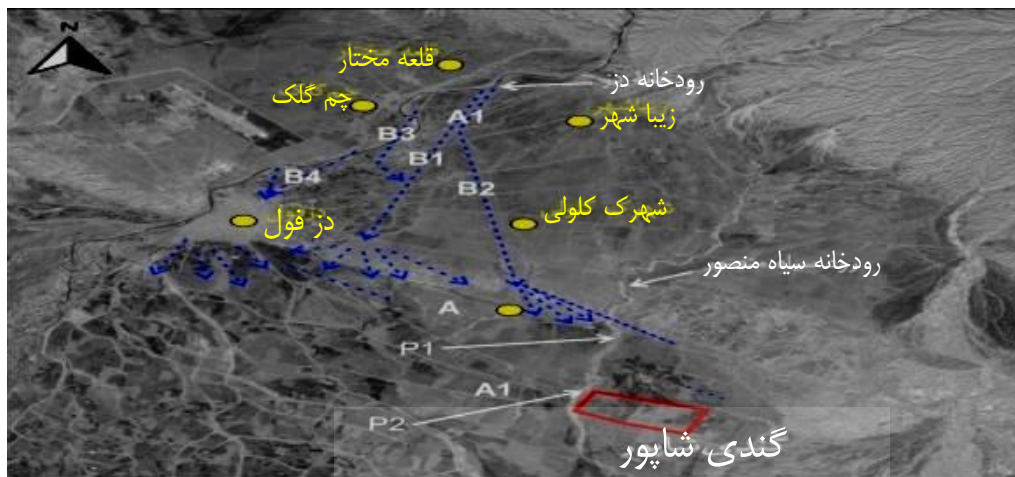 N
قلعه مختار
رودخانه دز
چم گلک
A1
زیبا شهر
B3
B1
B4
B2
شهرک کلولی
دز فول
رودخانه سیاه منصور
A
P1
A1
P2
گندی شاپور